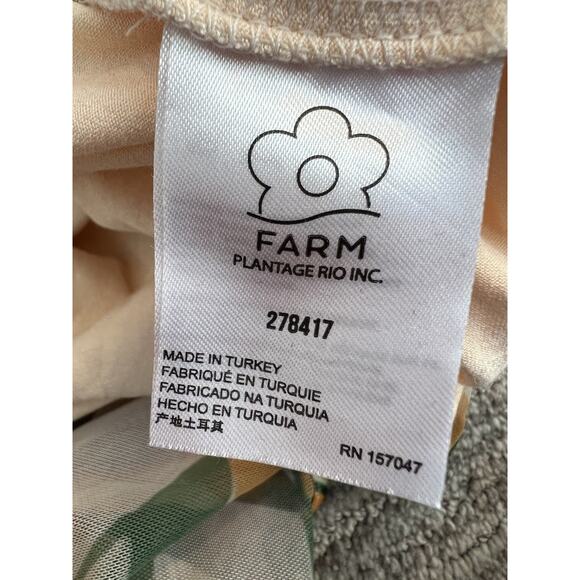 FARM
PLANTAGE RIO INC.
278417
MADE IN TURKEY
FABRIQUÉ EN TURQUIE
FABRICADO NA TURQUIA
HECHO EN TURQUIA
产地土耳其
RN 157047